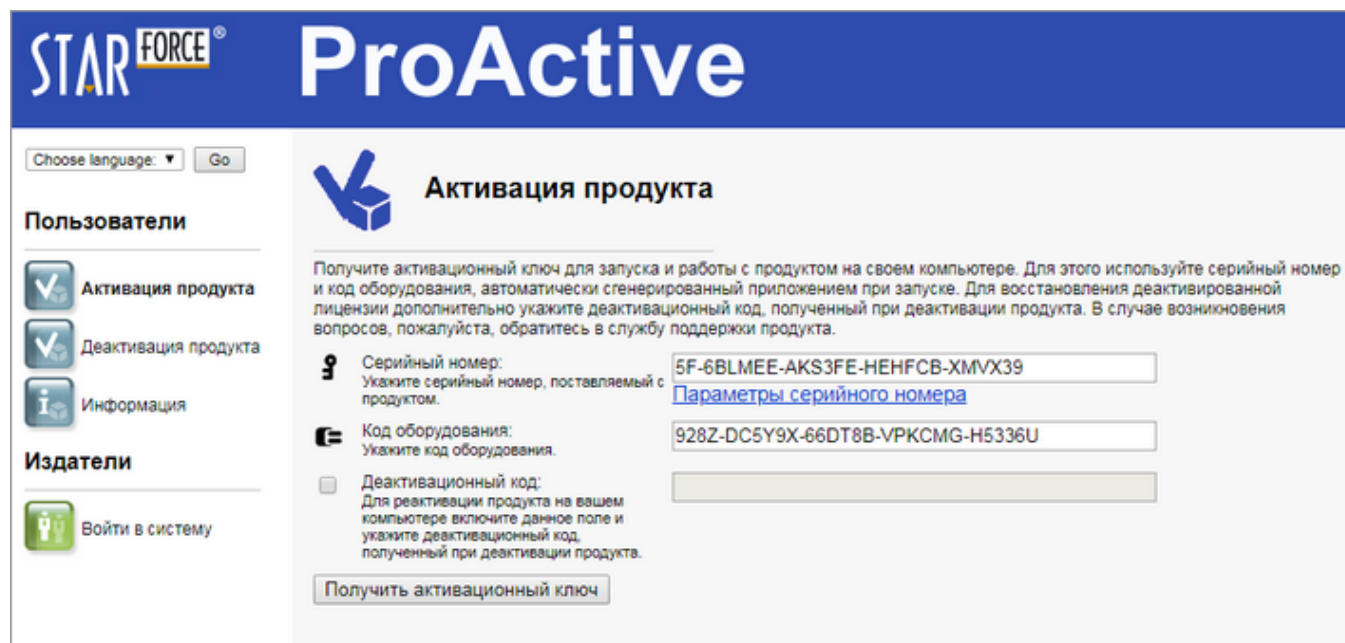 STAR FORCE®
ProActive
Choose language: ▼ Go
Пользователи
Активация продукта
Деактивация продукта
Информация
Издатели
Войти в систему
Активация продукта
Получите активационный ключ для запуска и работы с продуктом на своем компьютере. Для этого используйте серийный номер
и код оборудования, автоматически сгенерированный приложением при запуске. Для восстановления деактивированной
лицензии дополнительно укажите деактивационный код, полученный при деактивации продукта. В случае возникновения
вопросов, пожалуйста, обратитесь в службу поддержки продукта.
Серийный номер:
Укажите серийный номер, поставляемый с
продуктом.
5F-6BLMEE-AKS3FE-HEHFCB-XMVX39
Параметры серийного номера
Код оборудования:
Укажите код оборудования.
928Z-DC5Y9X-66DT8B-VPKCMG-H5336U
Деактивационный код:
Для реактивации продукта на вашем
компьютере включите данное поле и
укажите деактивационный код,
полученный при деактивации продукта.
Получить активационный ключ